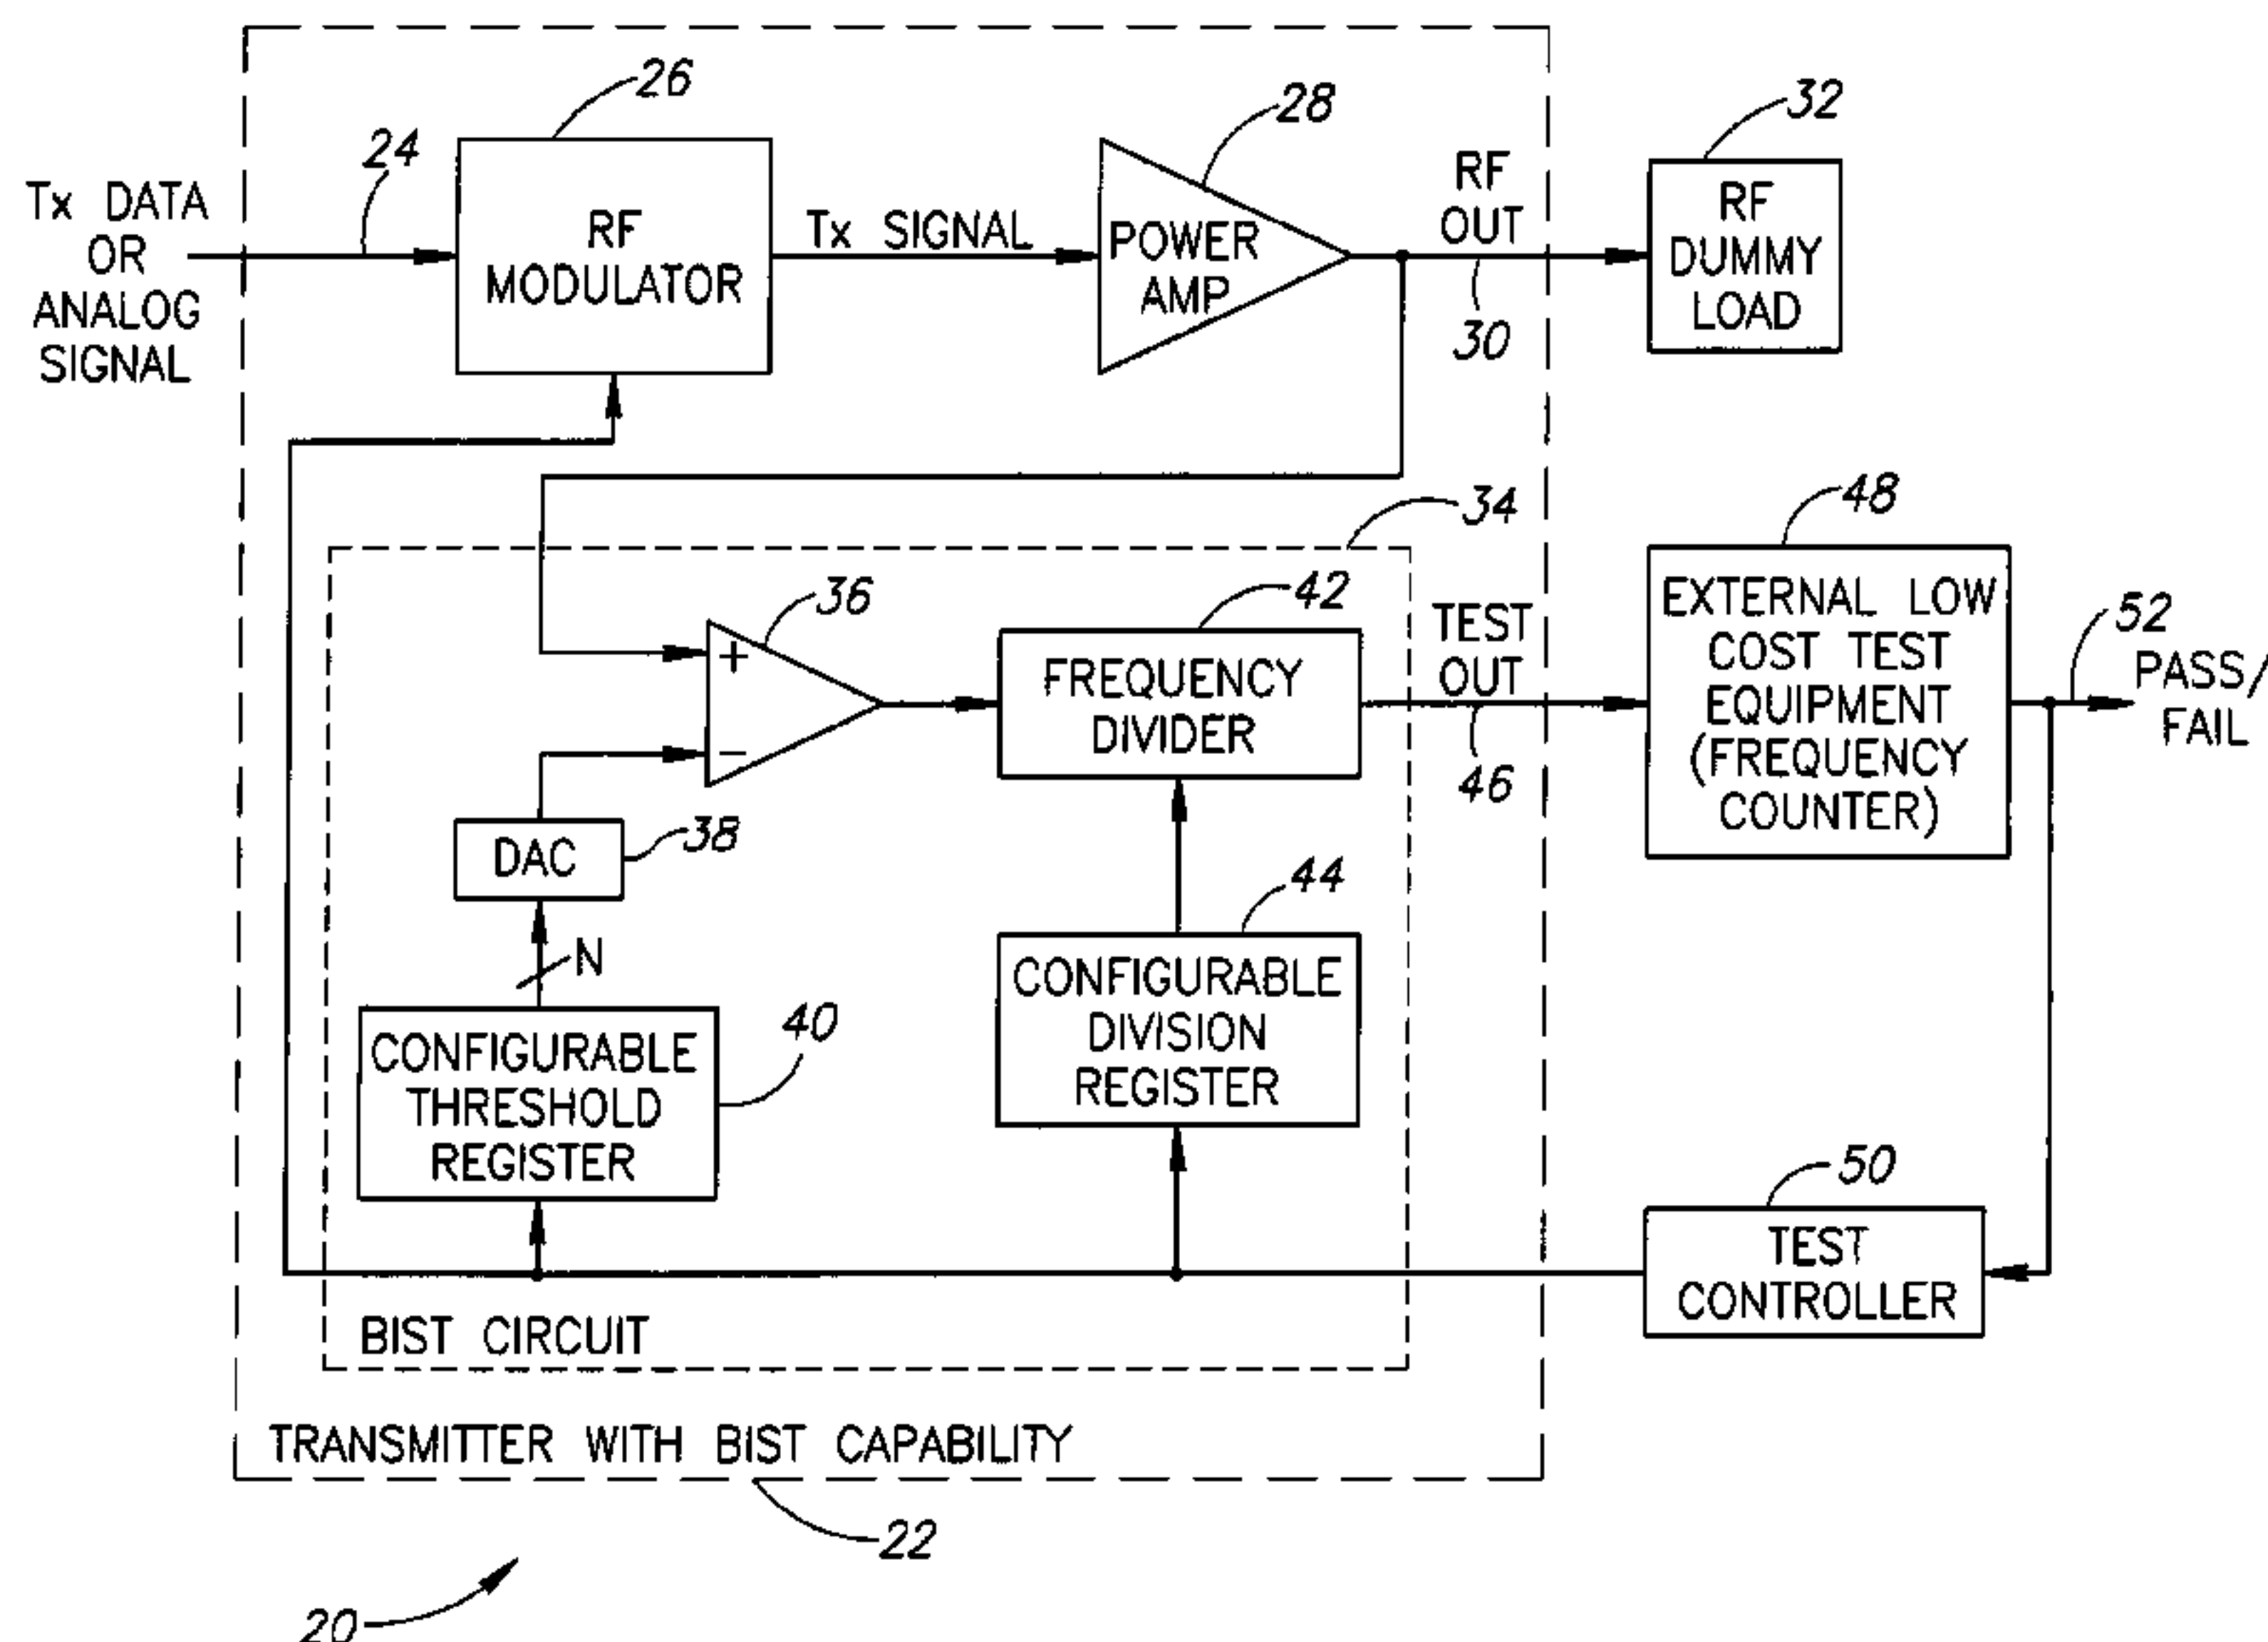 26
28
32
24
Tx DATA
OR
ANALOG
SIGNAL
RF
MODULATOR
Tx SIGNAL
POWER
AMP
RF
OUT
30
RF
DUMMY
LOAD
34
48
36
42
52
+
−
FREQUENCY
DIVIDER
TEST
OUT
46
EXTERNAL LOW
COST TEST
EQUIPMENT
(FREQUENCY
COUNTER)
PASS/
FAIL
DAC
38
N
44
40
CONFIGURABLE
THRESHOLD
REGISTER
CONFIGURABLE
DIVISION
REGISTER
50
TEST
CONTROLLER
BIST CIRCUIT
TRANSMITTER WITH BIST CAPABILITY
22
20